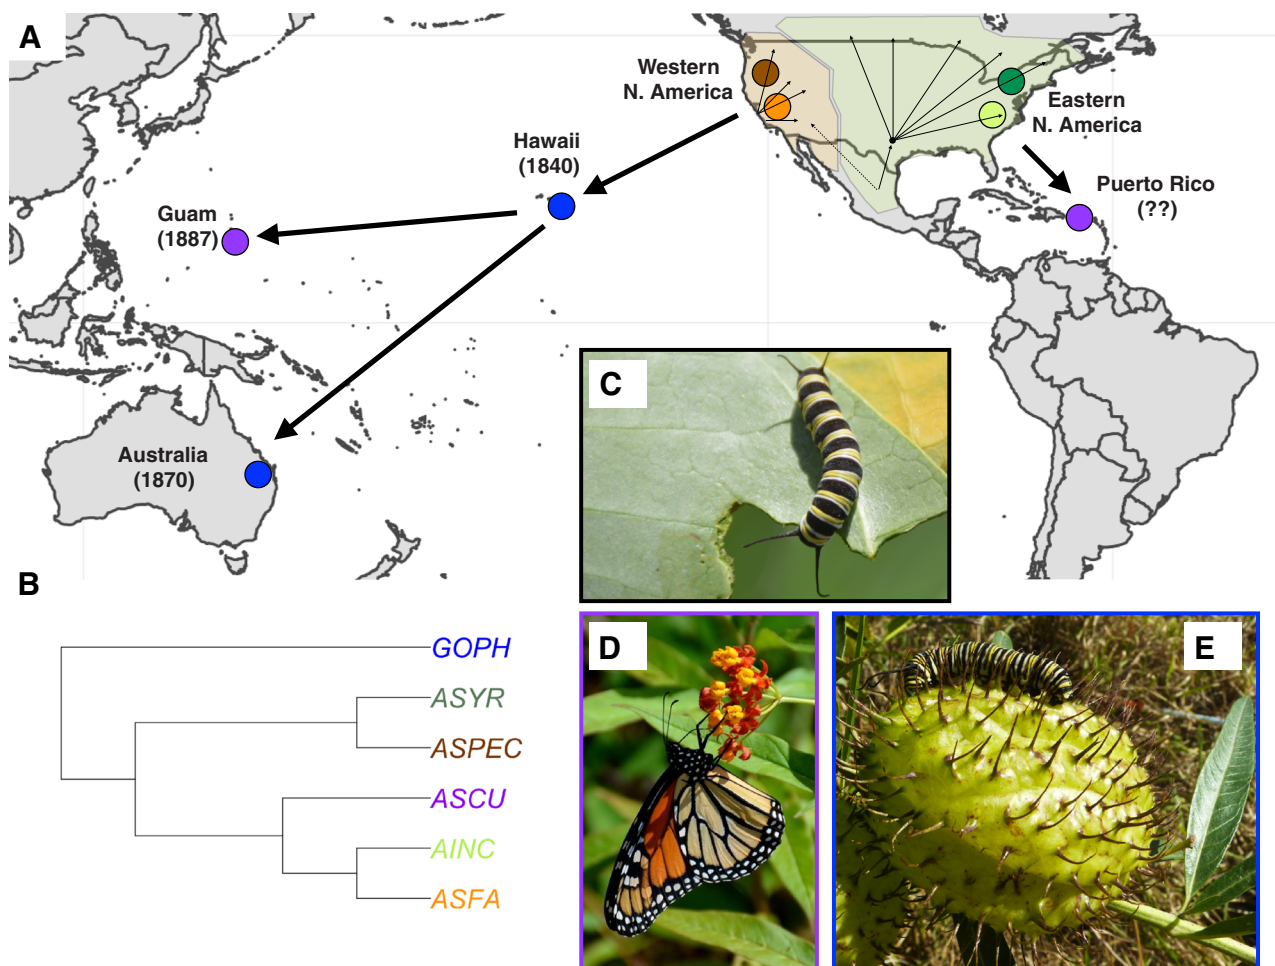 A
Western
N. America
Eastern
N. America
Hawaii
(1840)
Puerto Rico
(??)
Guam
(1887)
C
Australia
(1870)
B
GOPH
ASYR
ASPEC
ASCU
AINC
ASFA
D
E